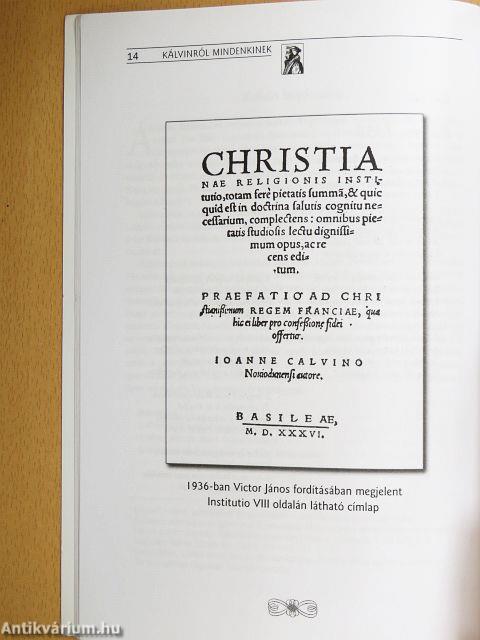 14 KÁLVINRÓL MINDENKINEK
CHRISTIA
NAE RELIGIONIS INSTI-
tutio, totam ferè pietatis summã, & quic
quid est in doctrina salutis cognitu ne-
cessarium, complectens: omnibus pie-
tatis studiosis lectu dignissi-
mum opus, ac re
cens edi-
tum.
PRAEFATIO AD CHRI
stianissimum REGEM FRANCIAE, qua
hic ei liber pro confessione fidei
offertur.
IOANNE CALVINO
Nouiodunensi autore.
BASILEAE,
M. D. XXXVI.
1936-ban Victor János fordításában megjelent
Institutio VIII oldalán látható címlap
Antikvárium.hu